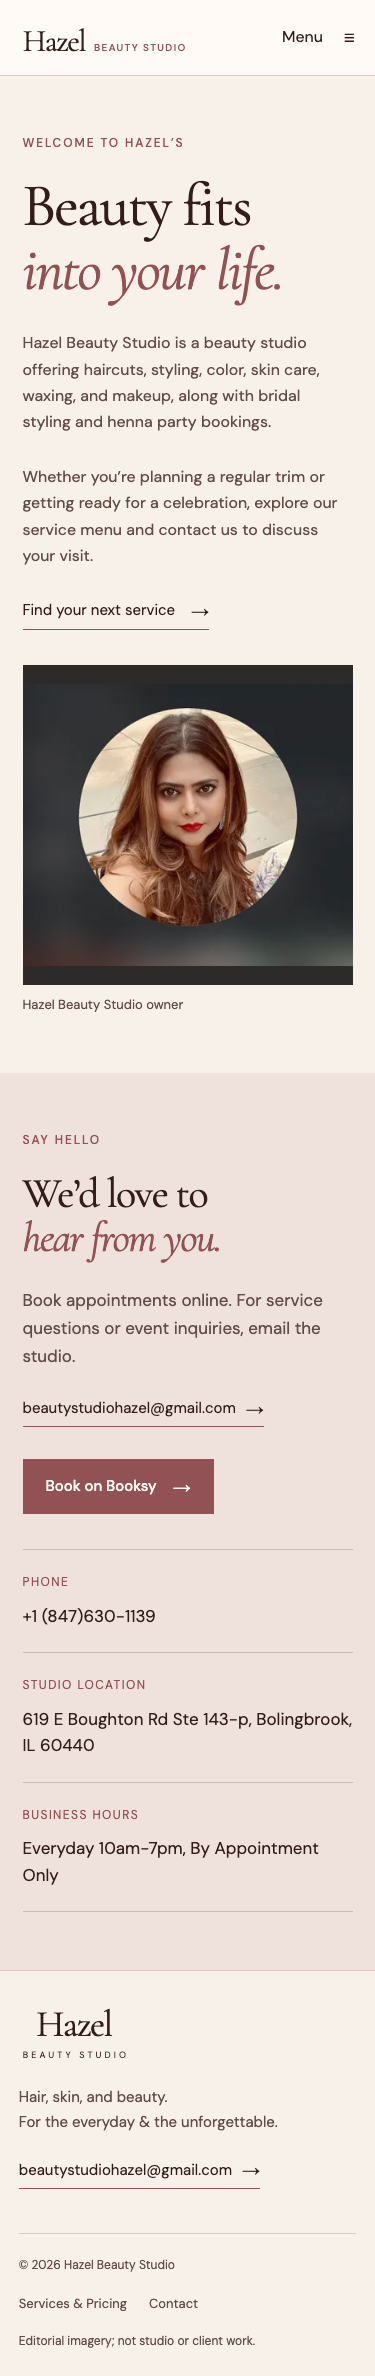 Hazel BEAUTY STUDIO
Menu ≡
WELCOME TO HAZEL’S
Beauty fits
into your life.
Hazel Beauty Studio is a beauty studio
offering haircuts, styling, color, skin care,
waxing, and makeup, along with bridal
styling and henna party bookings.
Whether you’re planning a regular trim or
getting ready for a celebration, explore our
service menu and contact us to discuss
your visit.
Find your next service →
Hazel Beauty Studio owner
SAY HELLO
We’d love to
hear from you.
Book appointments online. For service
questions or event inquiries, email the
studio.
beautystudiohazel@gmail.com →
Book on Booksy →
PHONE
+1 (847)630-1139
STUDIO LOCATION
619 E Boughton Rd Ste 143-p, Bolingbrook,
IL 60440
BUSINESS HOURS
Everyday 10am-7pm, By Appointment
Only
Hazel
BEAUTY STUDIO
Hair, skin, and beauty.
For the everyday & the unforgettable.
beautystudiohazel@gmail.com →
© 2026 Hazel Beauty Studio
Services & Pricing Contact
Editorial imagery; not studio or client work.